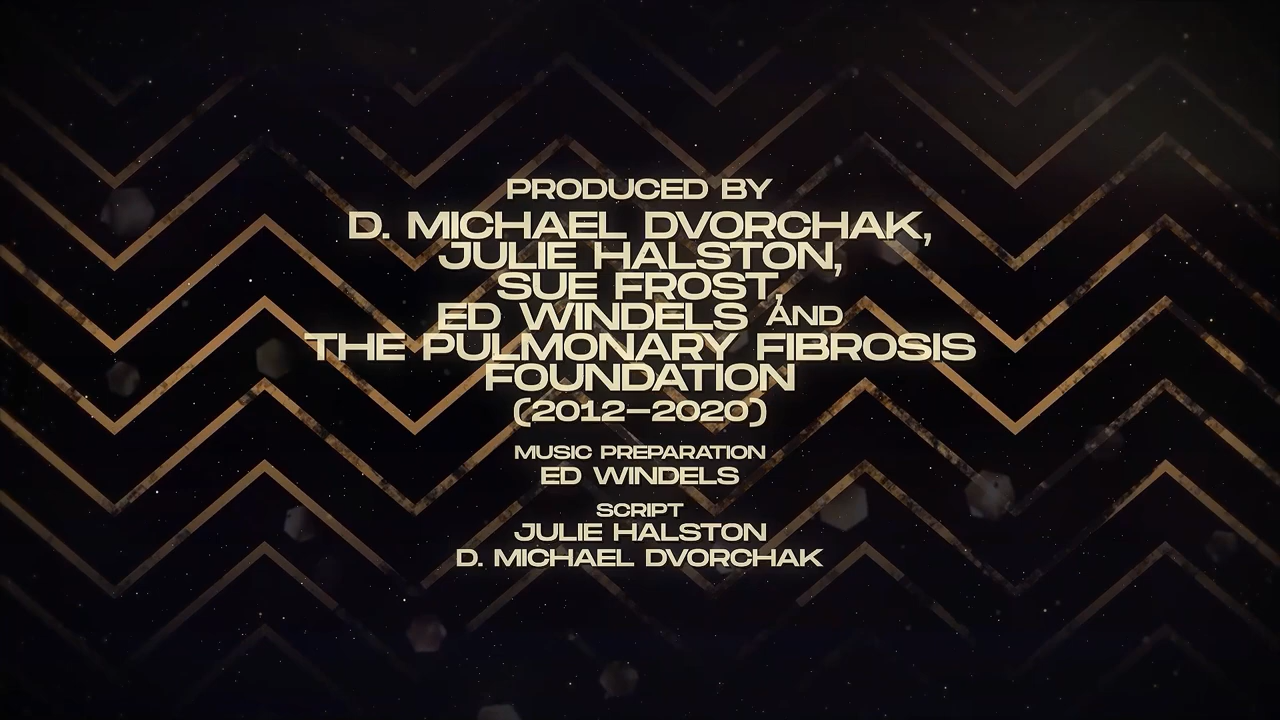 PRODUCED BY
D. MICHAEL DVORCHAK,
JULIE HALSTON,
SUE FROST,
ED WINDELS AND
THE PULMONARY FIBROSIS
FOUNDATION
(2012–2020)
MUSIC PREPARATION
ED WINDELS
SCRIPT
JULIE HALSTON
D. MICHAEL DVORCHAK